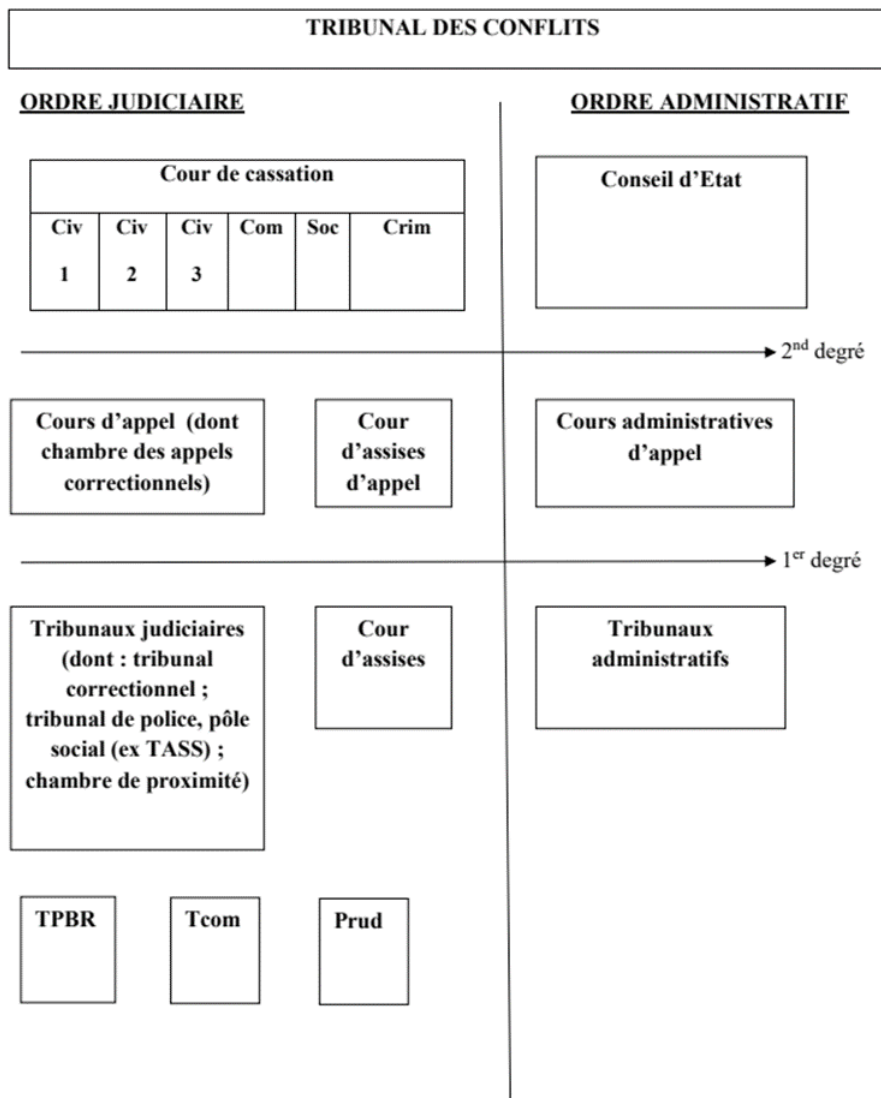 TRIBUNAL DES CONFLITS
ORDRE JUDICIAIRE
ORDRE ADMINISTRATIF
Cour de cassation
Civ
1
Civ
2
Civ
3
Com
Soc
Crim
Conseil d’Etat
2nd degré
Cours d’appel (dont
chambre des appels
correctionnels)
Cour
d’assises
d’appel
Cours administratives
d’appel
1er degré
Tribunaux judiciaires
(dont : tribunal
correctionnel ;
tribunal de police, pôle
social (ex TASS) ;
chambre de proximité)
Cour
d’assises
Tribunaux
administratifs
TPBR
Tcom
Prud